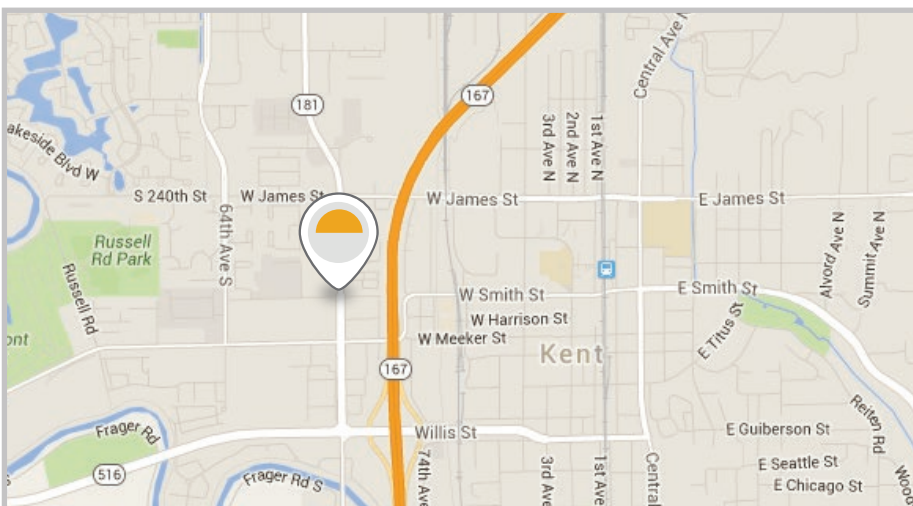 Central Ave N
167
181
3rd Ave N
2nd Ave N
1st Ave N
akeside Blvd W
S 240th St
W James St
W James St
E James St
64th Ave S
Russell
Rd Park
Alvord Ave N
Summit Ave N
Russell Rd
W Smith St
E Smith St
W Harrison St
E Titus St
ont
W Meeker St
Kent
167
Reiten Rd
Frager Rd
Willis St
E Guiberson St
516
Frager Rd S
74th Ave
3rd Ave
1st Ave
Central
E Seattle St
E Chicago St
Woo
s